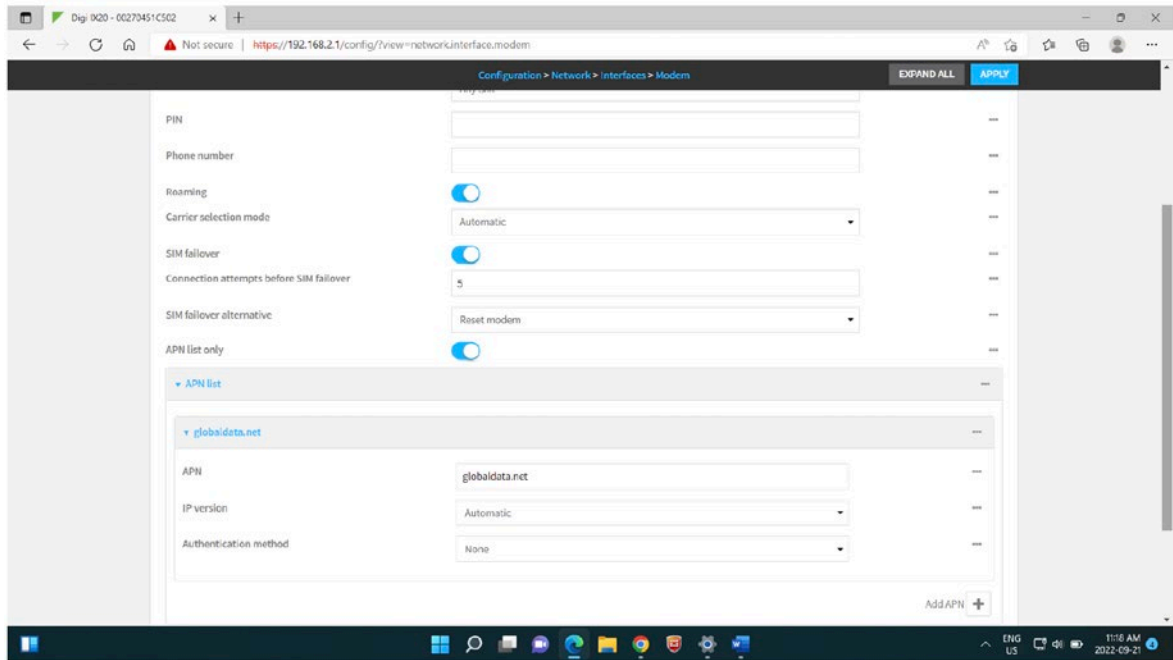 Digi IX20 - 00270451C502
Not secure | https://192.168.2.1/config/?view=network.interface.modem
Configuration > Network > Interfaces > Modem
EXPAND ALL
APPLY
PIN
Phone number
Roaming
Carrier selection mode
Automatic
SIM failover
Connection attempts before SIM failover
5
SIM failover alternative
Reset modem
APN list only
APN list
globaldata.net
APN
globaldata.net
IP version
Automatic
Authentication method
None
Add APN
ENG
US
11:18 AM
2022-09-21